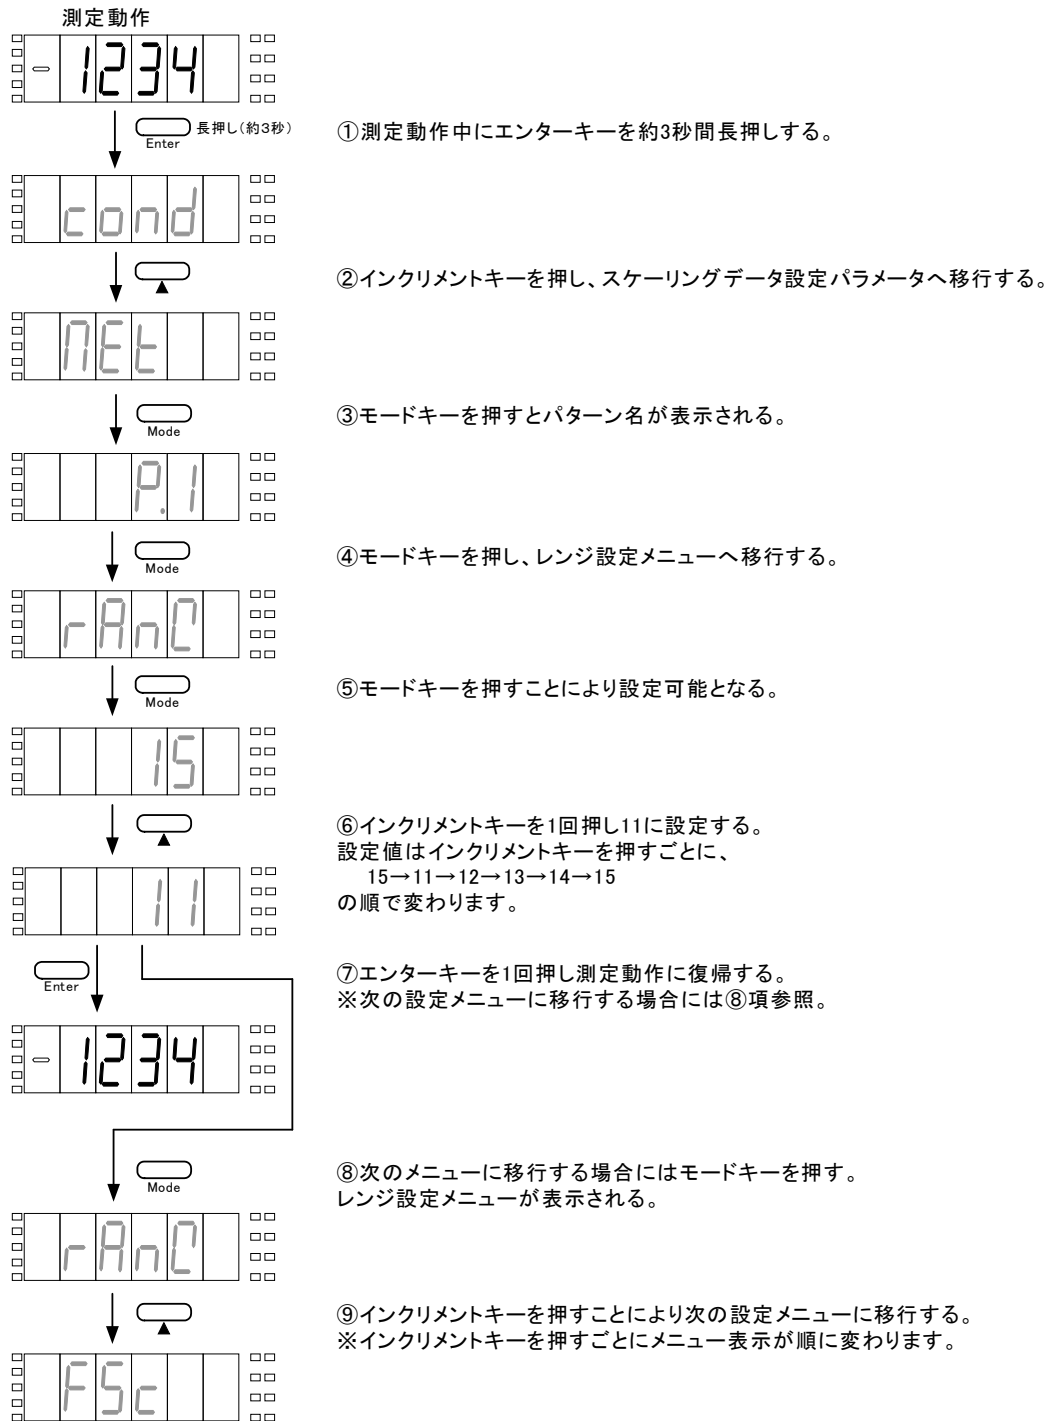 測定動作
- 1234
長押し(約3秒)
Enter
①測定動作中にエンターキーを約3秒間長押しする。
cond
▲
②インクリメントキーを押し、スケーリングデータ設定パラメータへ移行する。
MEt
Mode
③モードキーを押すとパターン名が表示される。
P.1
Mode
④モードキーを押し、レンジ設定メニューへ移行する。
rAnG
Mode
⑤モードキーを押すことにより設定可能となる。
15
▲
⑥インクリメントキーを1回押し11に設定する。
設定値はインクリメントキーを押すごとに、
15→11→12→13→14→15
の順で変わります。
11
Enter
⑦エンターキーを1回押し測定動作に復帰する。
※次の設定メニューに移行する場合には⑧項参照。
- 1234
Mode
⑧次のメニューに移行する場合にはモードキーを押す。
レンジ設定メニューが表示される。
rAnG
▲
⑨インクリメントキーを押すことにより次の設定メニューに移行する。
※インクリメントキーを押すごとにメニュー表示が順に変わります。
FSc